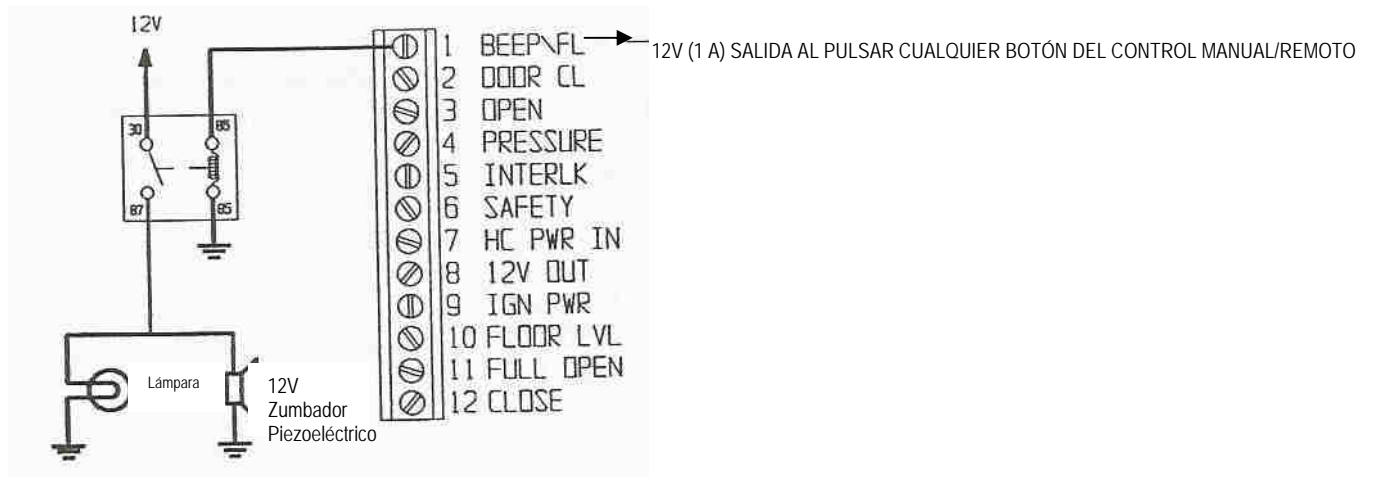 12V
1 BEEP\FL
12V (1 A) SALIDA AL PULSAR CUALQUIER BOTÓN DEL CONTROL MANUAL/REMOTO
2 DOOR CL
3 OPEN
4 PRESSURE
5 INTERLK
6 SAFETY
7 HC PWR IN
8 12V OUT
9 IGN PWR
10 FLOOR LVL
11 FULL OPEN
12 CLOSE
30
86
87
85
Lámpara
12V
Zumbador
Piezoeléctrico